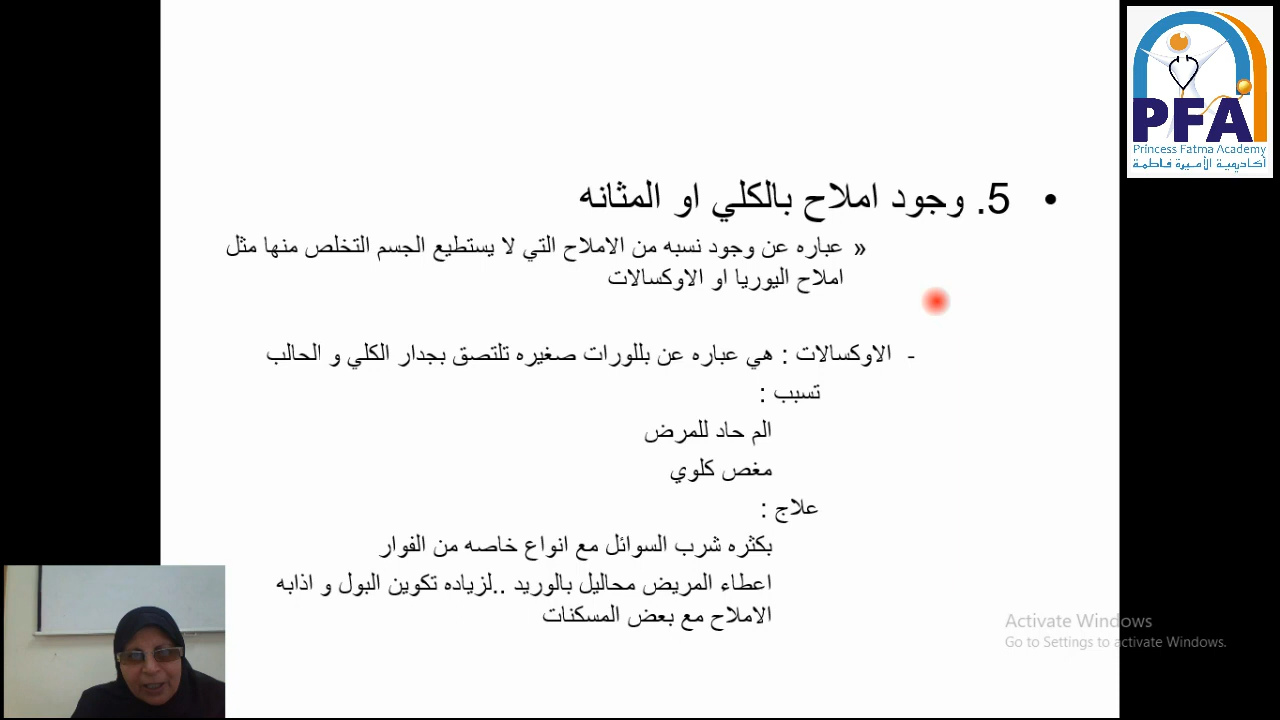 PFA
Princess Fatma Academy
أكاديمية الأميرة فاطمة
• 5. وجود املاح بالكلي او المثانه
» عباره عن وجود نسبه من الاملاح التي لا يستطيع الجسم التخلص منها مثل
املاح اليوريا او الاوكسالات
- الاوكسالات : هي عباره عن بللورات صغيره تلتصق بجدار الكلي و الحالب
تسبب :
الم حاد للمرض
مغص كلوي
علاج :
بكثره شرب السوائل مع انواع خاصه من الفوار
اعطاء المريض محاليل بالوريد ..لزياده تكوين البول و اذابه
الاملاح مع بعض المسكنات
Activate Windows
Go to Settings to activate Windows.